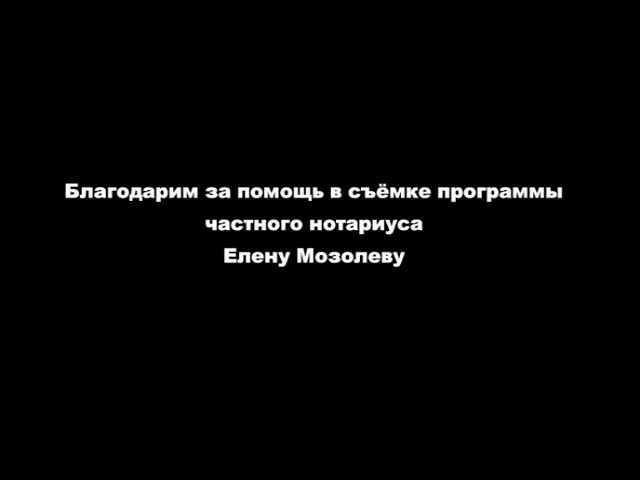 Благодарим за помощь в съёмке программы
частного нотариуса
Елену Мозолеву